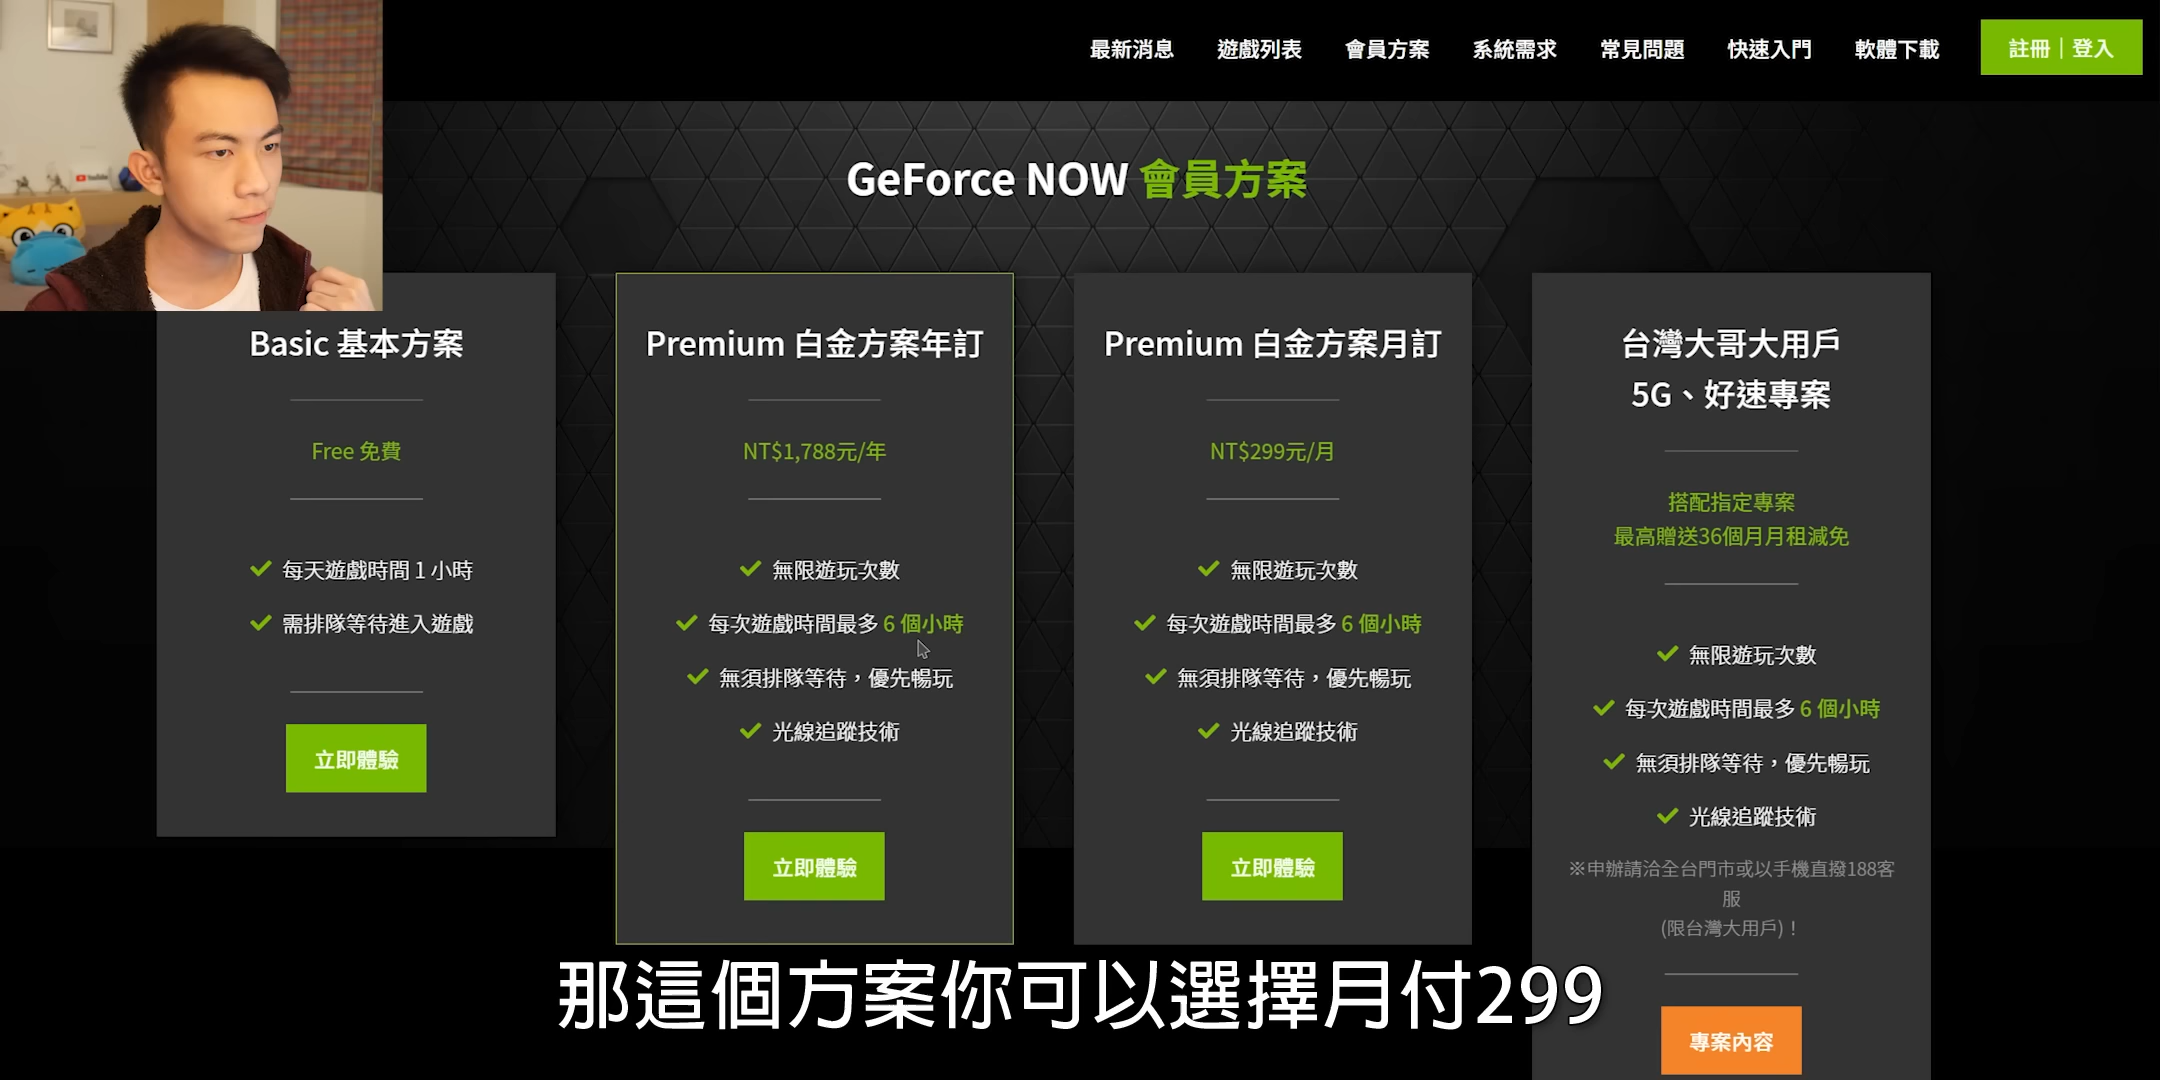 最新消息 遊戲列表 會員方案 系統需求 常見問題 快速入門 軟體下載 註冊｜登入
GeForce NOW 會員方案
Basic 基本方案
Free 免費
每天遊戲時間 1 小時
需排隊等待進入遊戲
立即體驗
Premium 白金方案年訂
NT$1,788元/年
無限遊玩次數
每次遊戲時間最多 6 個小時
無須排隊等待，優先暢玩
光線追蹤技術
立即體驗
Premium 白金方案月訂
NT$299元/月
無限遊玩次數
每次遊戲時間最多 6 個小時
無須排隊等待，優先暢玩
光線追蹤技術
立即體驗
台灣大哥大用戶
5G、好速專案
搭配指定專案
最高贈送36個月月租減免
無限遊玩次數
每次遊戲時間最多 6 個小時
無須排隊等待，優先暢玩
光線追蹤技術
※申辦請洽全台門市或以手機直撥188客
服
(限台灣大用戶)！
專案內容
那這個方案你可以選擇月付299